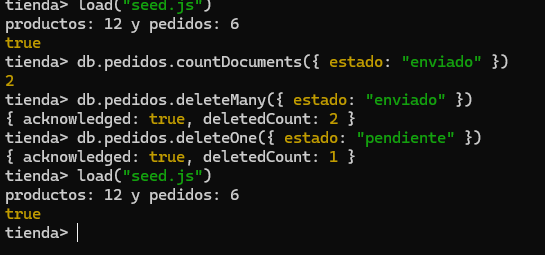 tienda> load("seed.js")
productos: 12 y pedidos: 6
true
tienda> db.pedidos.countDocuments({ estado: "enviado" })
2
tienda> db.pedidos.deleteMany({ estado: "enviado" })
{ acknowledged: true, deletedCount: 2 }
tienda> db.pedidos.deleteOne({ estado: "pendiente" })
{ acknowledged: true, deletedCount: 1 }
tienda> load("seed.js")
productos: 12 y pedidos: 6
true
tienda>